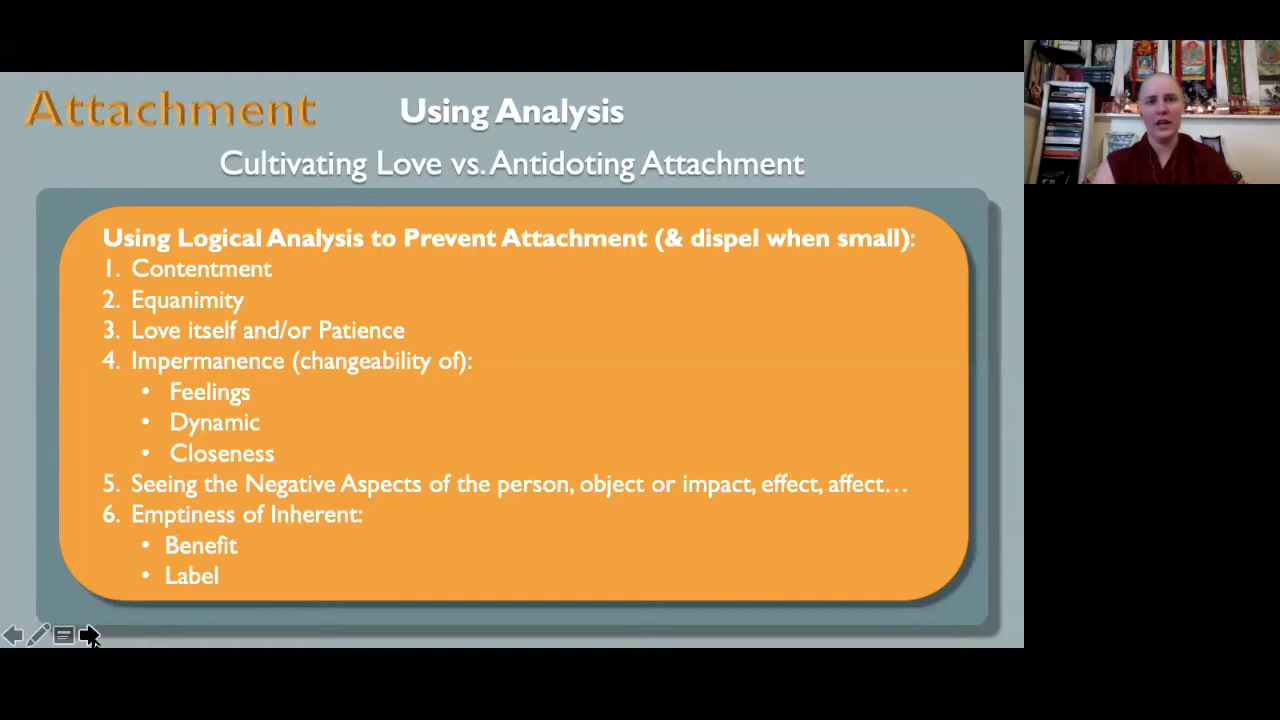 Attachment
Using Analysis
Cultivating Love vs. Antidoting Attachment
Using Logical Analysis to Prevent Attachment (& dispel when small):
1. Contentment
2. Equanimity
3. Love itself and/or Patience
4. Impermanence (changeability of):
• Feelings
• Dynamic
• Closeness
5. Seeing the Negative Aspects of the person, object or impact, effect, affect...
6. Emptiness of Inherent:
• Benefit
• Label